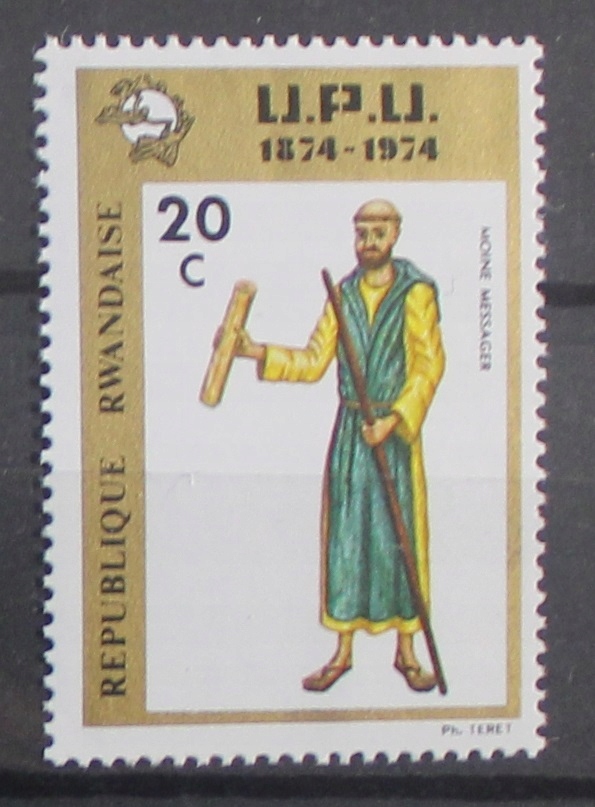 U.P.U.
1874-1974
20
C
REPUBLIQUE RWANDAISE
MOINE MESSAGER
Ph. TERET